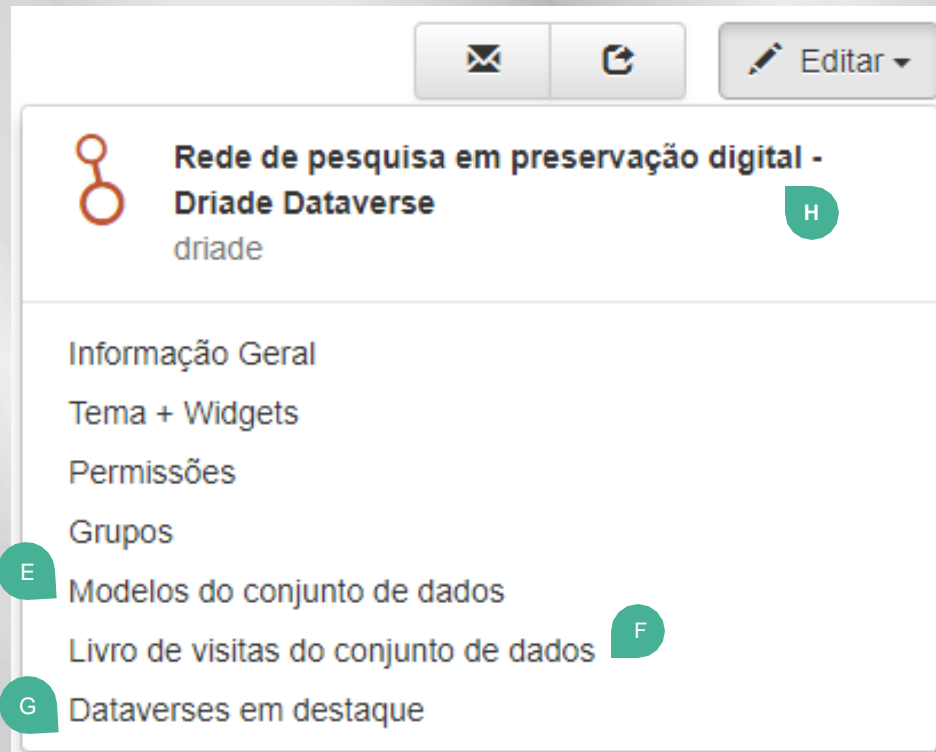 Editar
Rede de pesquisa em preservação digital -
Driade Dataverse
H
driade
Informação Geral
Tema + Widgets
Permissões
Grupos
E
Modelos do conjunto de dados
F
Livro de visitas do conjunto de dados
G
Dataverses em destaque